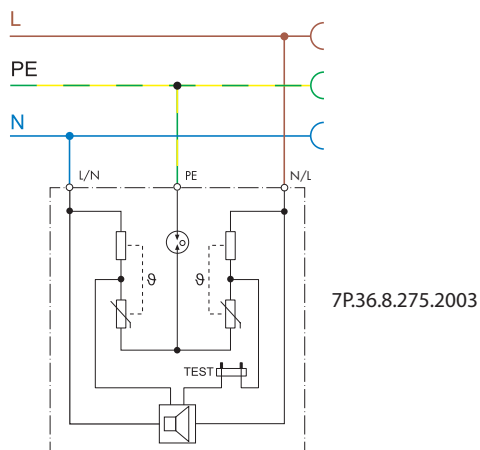 L
PE
N
L/N PE N/L
ϑ ϑ
7P.36.8.275.2003
TEST